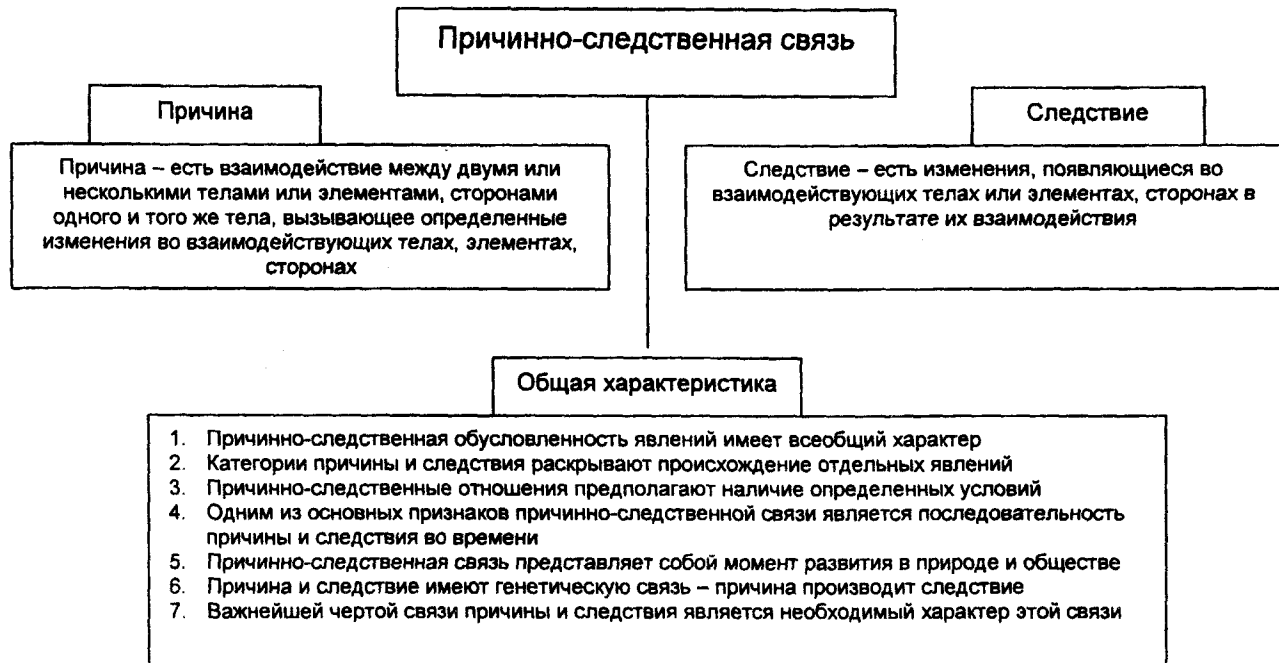 Причинно-следственная связь
Причина
Причина – есть взаимодействие между двумя или
несколькими телами или элементами, сторонами
одного и того же тела, вызывающее определенные
изменения во взаимодействующих телах, элементах,
сторонах
Следствие
Следствие – есть изменения, появляющиеся во
взаимодействующих телах или элементах, сторонах в
результате их взаимодействия
Общая характеристика
1. Причинно-следственная обусловленность явлений имеет всеобщий характер
2. Категории причины и следствия раскрывают происхождение отдельных явлений
3. Причинно-следственные отношения предполагают наличие определенных условий
4. Одним из основных признаков причинно-следственной связи является последовательность
причины и следствия во времени
5. Причинно-следственная связь представляет собой момент развития в природе и обществе
6. Причина и следствие имеют генетическую связь – причина производит следствие
7. Важнейшей чертой связи причины и следствия является необходимый характер этой связи